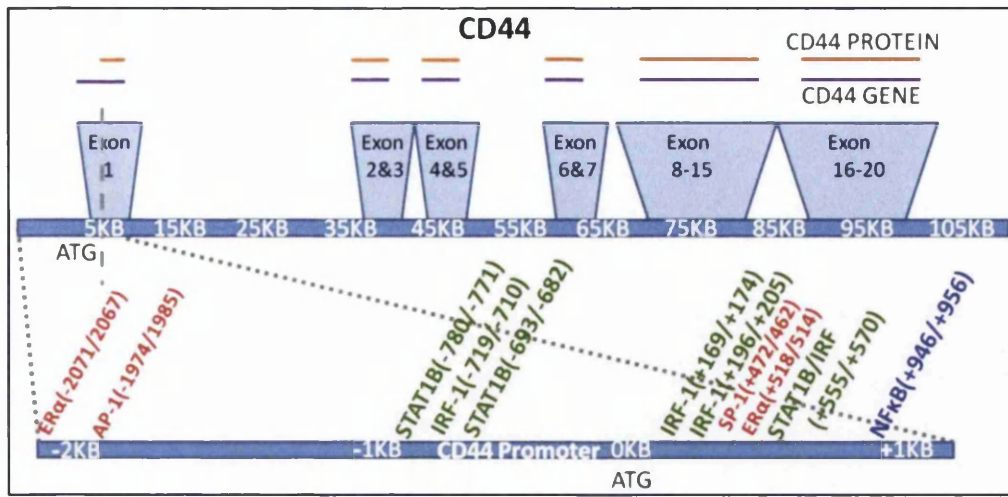 CD44
CD44 PROTEIN
CD44 GENE
Exon
1
Exon
2&3
Exon
4&5
Exon
6&7
Exon
8-15
Exon
16-20
5KB 15KB 25KB 35KB 45KB 55KB 65KB 75KB 85KB 95KB 105KB
ATG
ERα(-2071/2067)
AP-1(-1974/1985)
STAT1B(-780/-771)
IRF-1(-719/-710)
STAT1B(-693/-682)
IRF-1(+169/+174)
IRF-1(+196/+205)
SP-1(+472/462)
ERα(+518/514)
STAT1B/IRF
(+555/+570)
NFκB(+946/+956)
-2KB -1KB CD44 Promoter 0KB +1KB
ATG